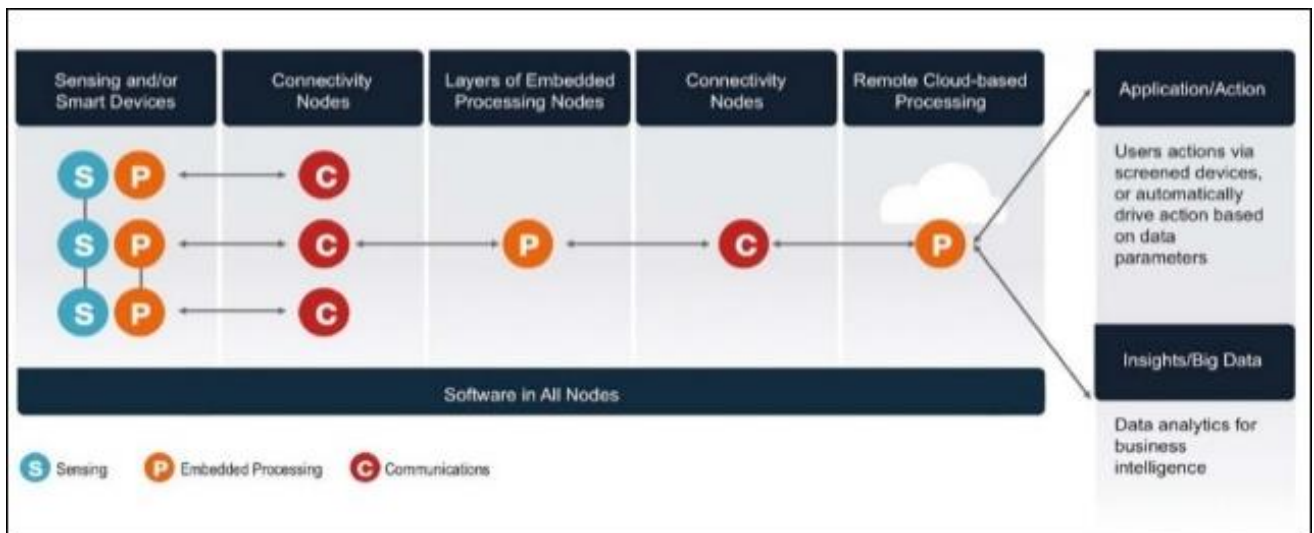 Sensing and/or
Smart Devices
Connectivity
Nodes
Layers of Embedded
Processing Nodes
Connectivity
Nodes
Remote Cloud-based
Processing
Application/Action
S P C
S P C P C P
S P C
Users actions via
screened devices,
or automatically
drive action based
on data
parameters
Insights/Big Data
Data analytics for
business
intelligence
Software in All Nodes
S Sensing
P Embedded Processing
C Communications